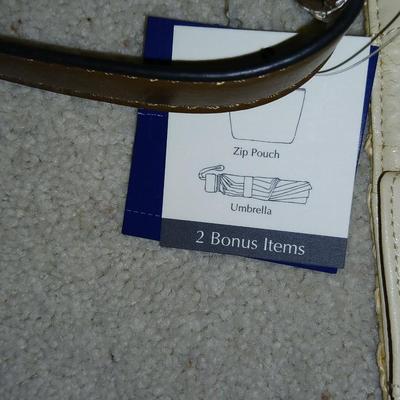 Zip Pouch
Umbrella
2 Bonus Items